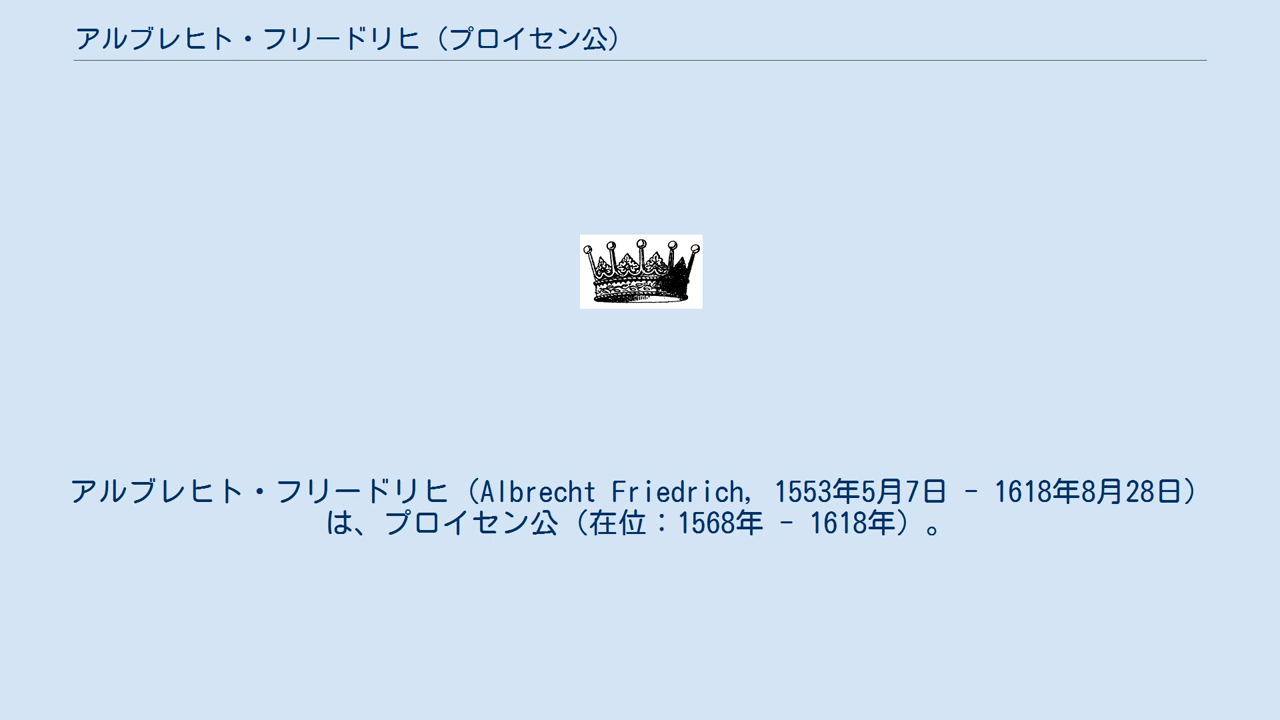 アルブレヒト・フリードリヒ（プロイセン公）
アルブレヒト・フリードリヒ（Albrecht Friedrich, 1553年5月7日 - 1618年8月28日）
は、プロイセン公（在位：1568年 - 1618年）。